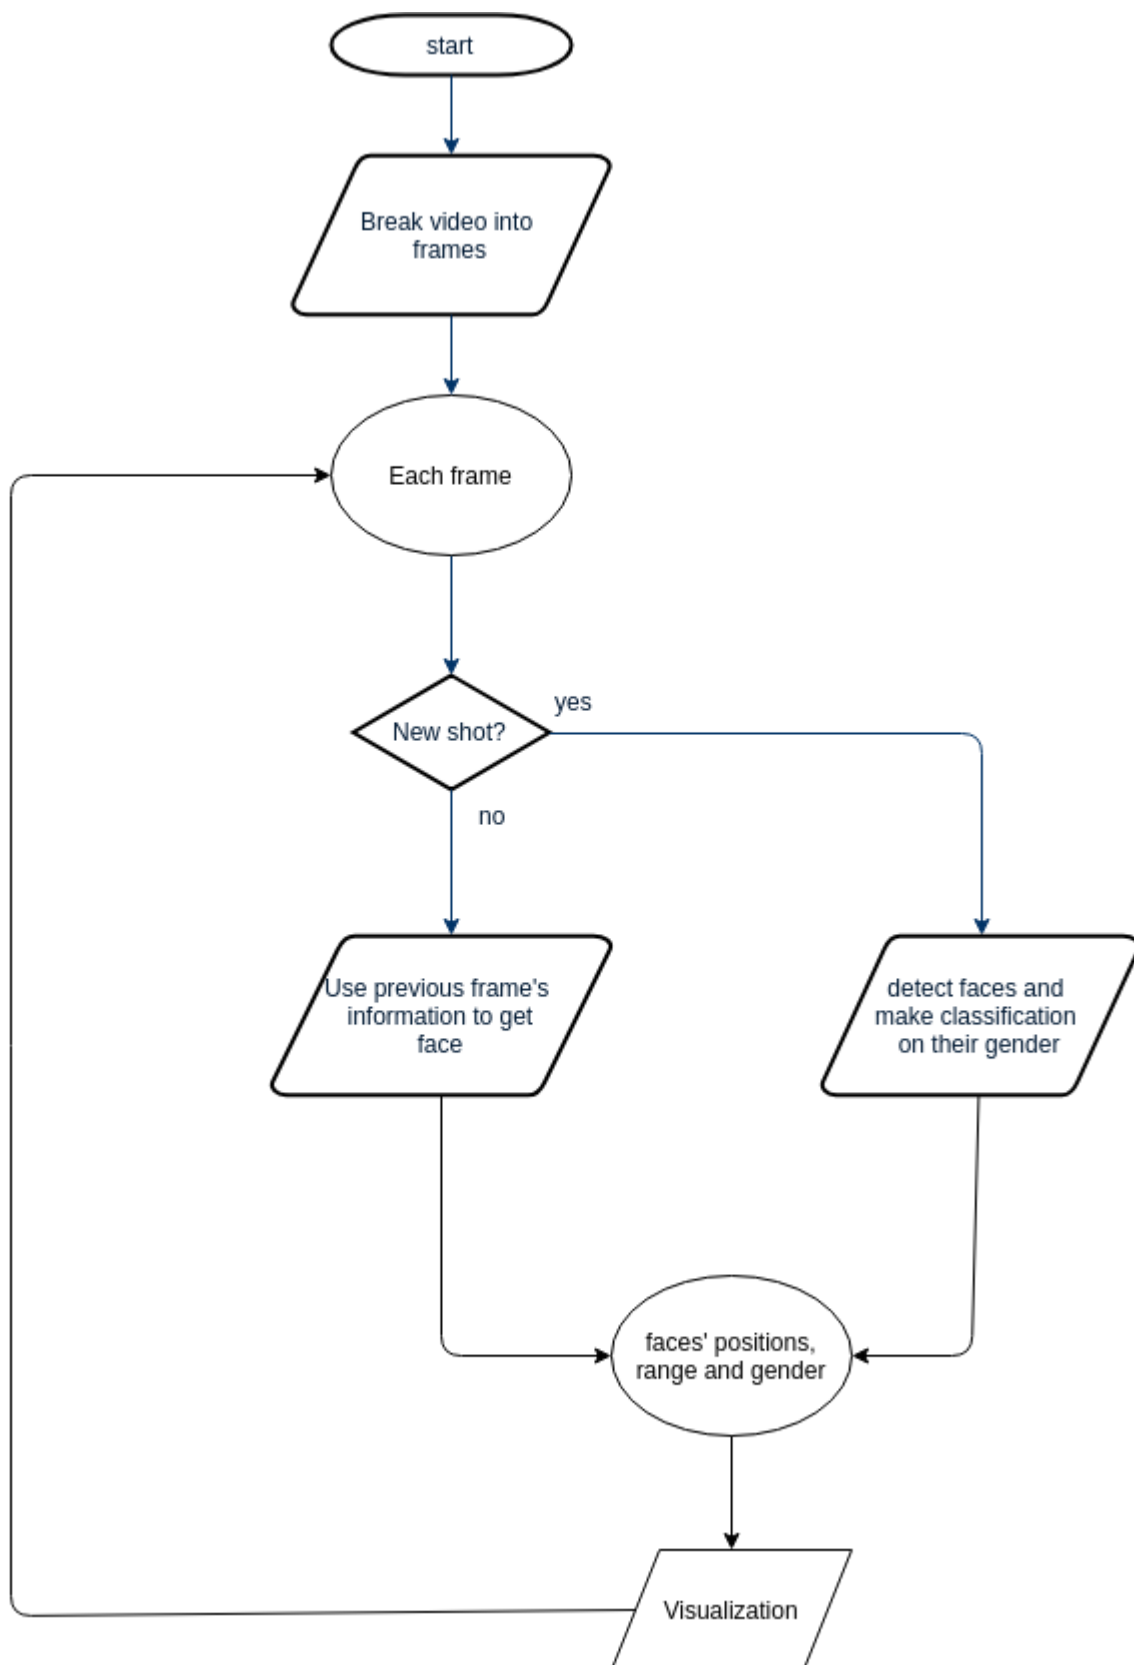 start
Break video into
frames
Each frame
New shot?
yes
no
Use previous frame's
information to get
face
detect faces and
make classification
on their gender
faces' positions,
range and gender
Visualization